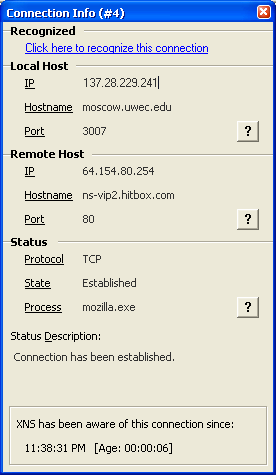 Connection Info (#4)
Recognized
Click here to recognize this connection
Local Host
IP 137.28.229.241
Hostname moscow.uwec.edu
Port 3007 ?
Remote Host
IP 64.154.80.254
Hostname ns-vip2.hitbox.com
Port 80 ?
Status
Protocol TCP
State Established
Process mozilla.exe ?
Status Description:
Connection has been established.
XNS has been aware of this connection since:
11:38:31 PM [Age: 00:00:06]